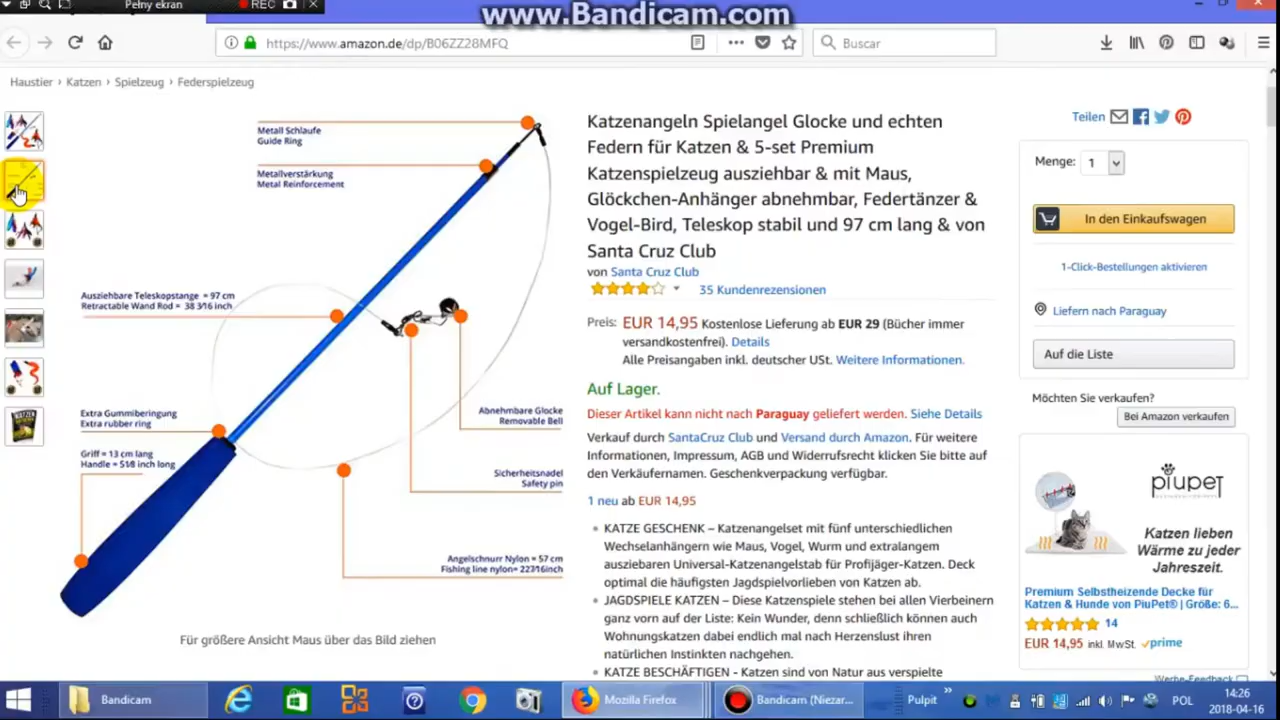 Pełny ekran
REC
www.Bandicam.com
https://www.amazon.de/dp/B06ZZ28MFQ
Buscar
Haustier › Katzen › Spielzeug › Federspielzeug
Metall Schlaufe
Guide Ring
Metallverstärkung
Metal Reinforcement
Ausziehbare Teleskopstange = 97 cm
Retractable Wand Rod = 38 3⁄16 inch
Extra Gummiberingung
Extra rubber ring
Griff = 13 cm lang
Handle = 51⁄8 inch long
Abnehmbare Glocke
Removable Bell
Sicherheitsnadel
Safety pin
Angelschnurr Nylon = 57 cm
Fishing line nylon= 227⁄16inch
Für größere Ansicht Maus über das Bild ziehen
Katzenangeln Spielangel Glocke und echten
Federn für Katzen & 5-set Premium
Katzenspielzeug ausziehbar & mit Maus,
Glöckchen-Anhänger abnehmbar, Federtänzer &
Vogel-Bird, Teleskop stabil und 97 cm lang & von
Santa Cruz Club
von Santa Cruz Club
35 Kundenrezensionen
Preis: EUR 14,95 Kostenlose Lieferung ab EUR 29 (Bücher immer
versandkostenfrei). Details
Alle Preisangaben inkl. deutscher USt. Weitere Informationen.
Auf Lager.
Dieser Artikel kann nicht nach Paraguay geliefert werden. Siehe Details
Verkauf durch SantaCruz Club und Versand durch Amazon. Für weitere
Informationen, Impressum, AGB und Widerrufsrecht klicken Sie bitte auf
den Verkäufernamen. Geschenkverpackung verfügbar.
1 neu ab EUR 14,95
KATZE GESCHENK – Katzenangelset mit fünf unterschiedlichen
Wechselanhängern wie Maus, Vogel, Wurm und extralangem
ausziebaren Universal-Katzenangelstab für Profijäger-Katzen. Deck
optimal die häufigsten Jagdspielvorlieben von Katzen ab.
JAGDSPIELE KATZEN – Diese Katzenspiele stehen bei allen Vierbeinern
ganz vorn auf der Liste: Kein Wunder, denn schließlich können auch
Wohnungskatzen dabei endlich mal nach Herzenslust ihren
natürlichen Instinkten nachgehen.
KATZE BESCHÄFTIGEN - Katzen sind von Natur aus verspielte
Teilen
Menge: 1
In den Einkaufswagen
1-Click-Bestellungen aktivieren
Liefern nach Paraguay
Auf die Liste
Möchten Sie verkaufen?
Bei Amazon verkaufen
piupet
Katzen lieben
Wärme zu jeder
Jahreszeit.
Premium Selbstheizende Decke für
Katzen & Hunde von PiuPet® | Größe: 6...
14
EUR 14,95 inkl. MwSt. prime
Werbe-Feedback
Bandicam
Mozilla Firefox
Bandicam (Niezar...
Pulpit
POL
14:26
2018-04-16